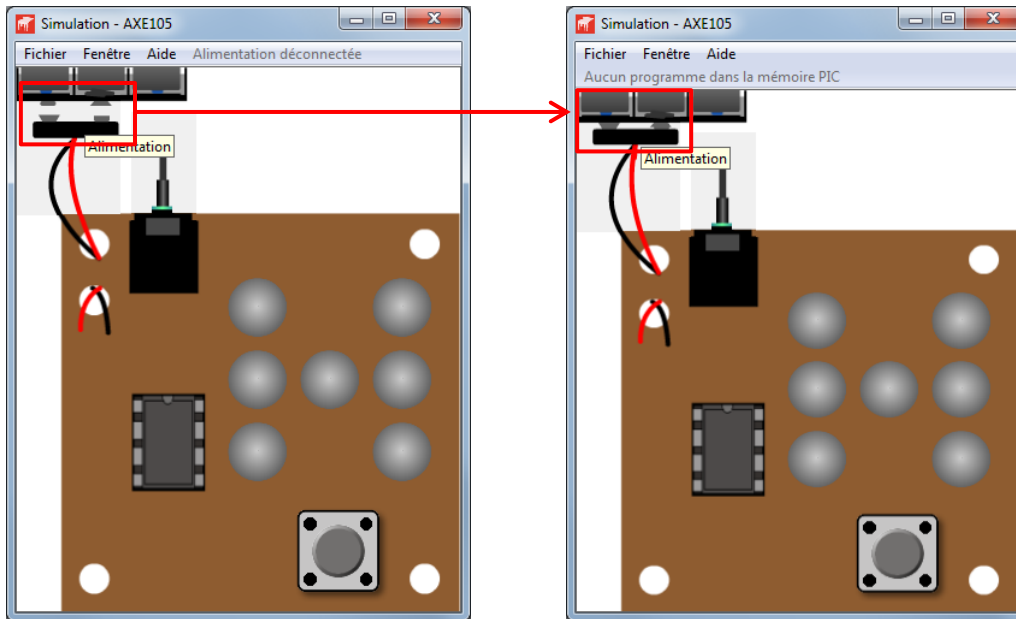 Simulation - AXE105
Fichier Fenêtre Aide Alimentation déconnectée
Alimentation
Simulation - AXE105
Fichier Fenêtre Aide
Aucun programme dans la mémoire PIC
Alimentation